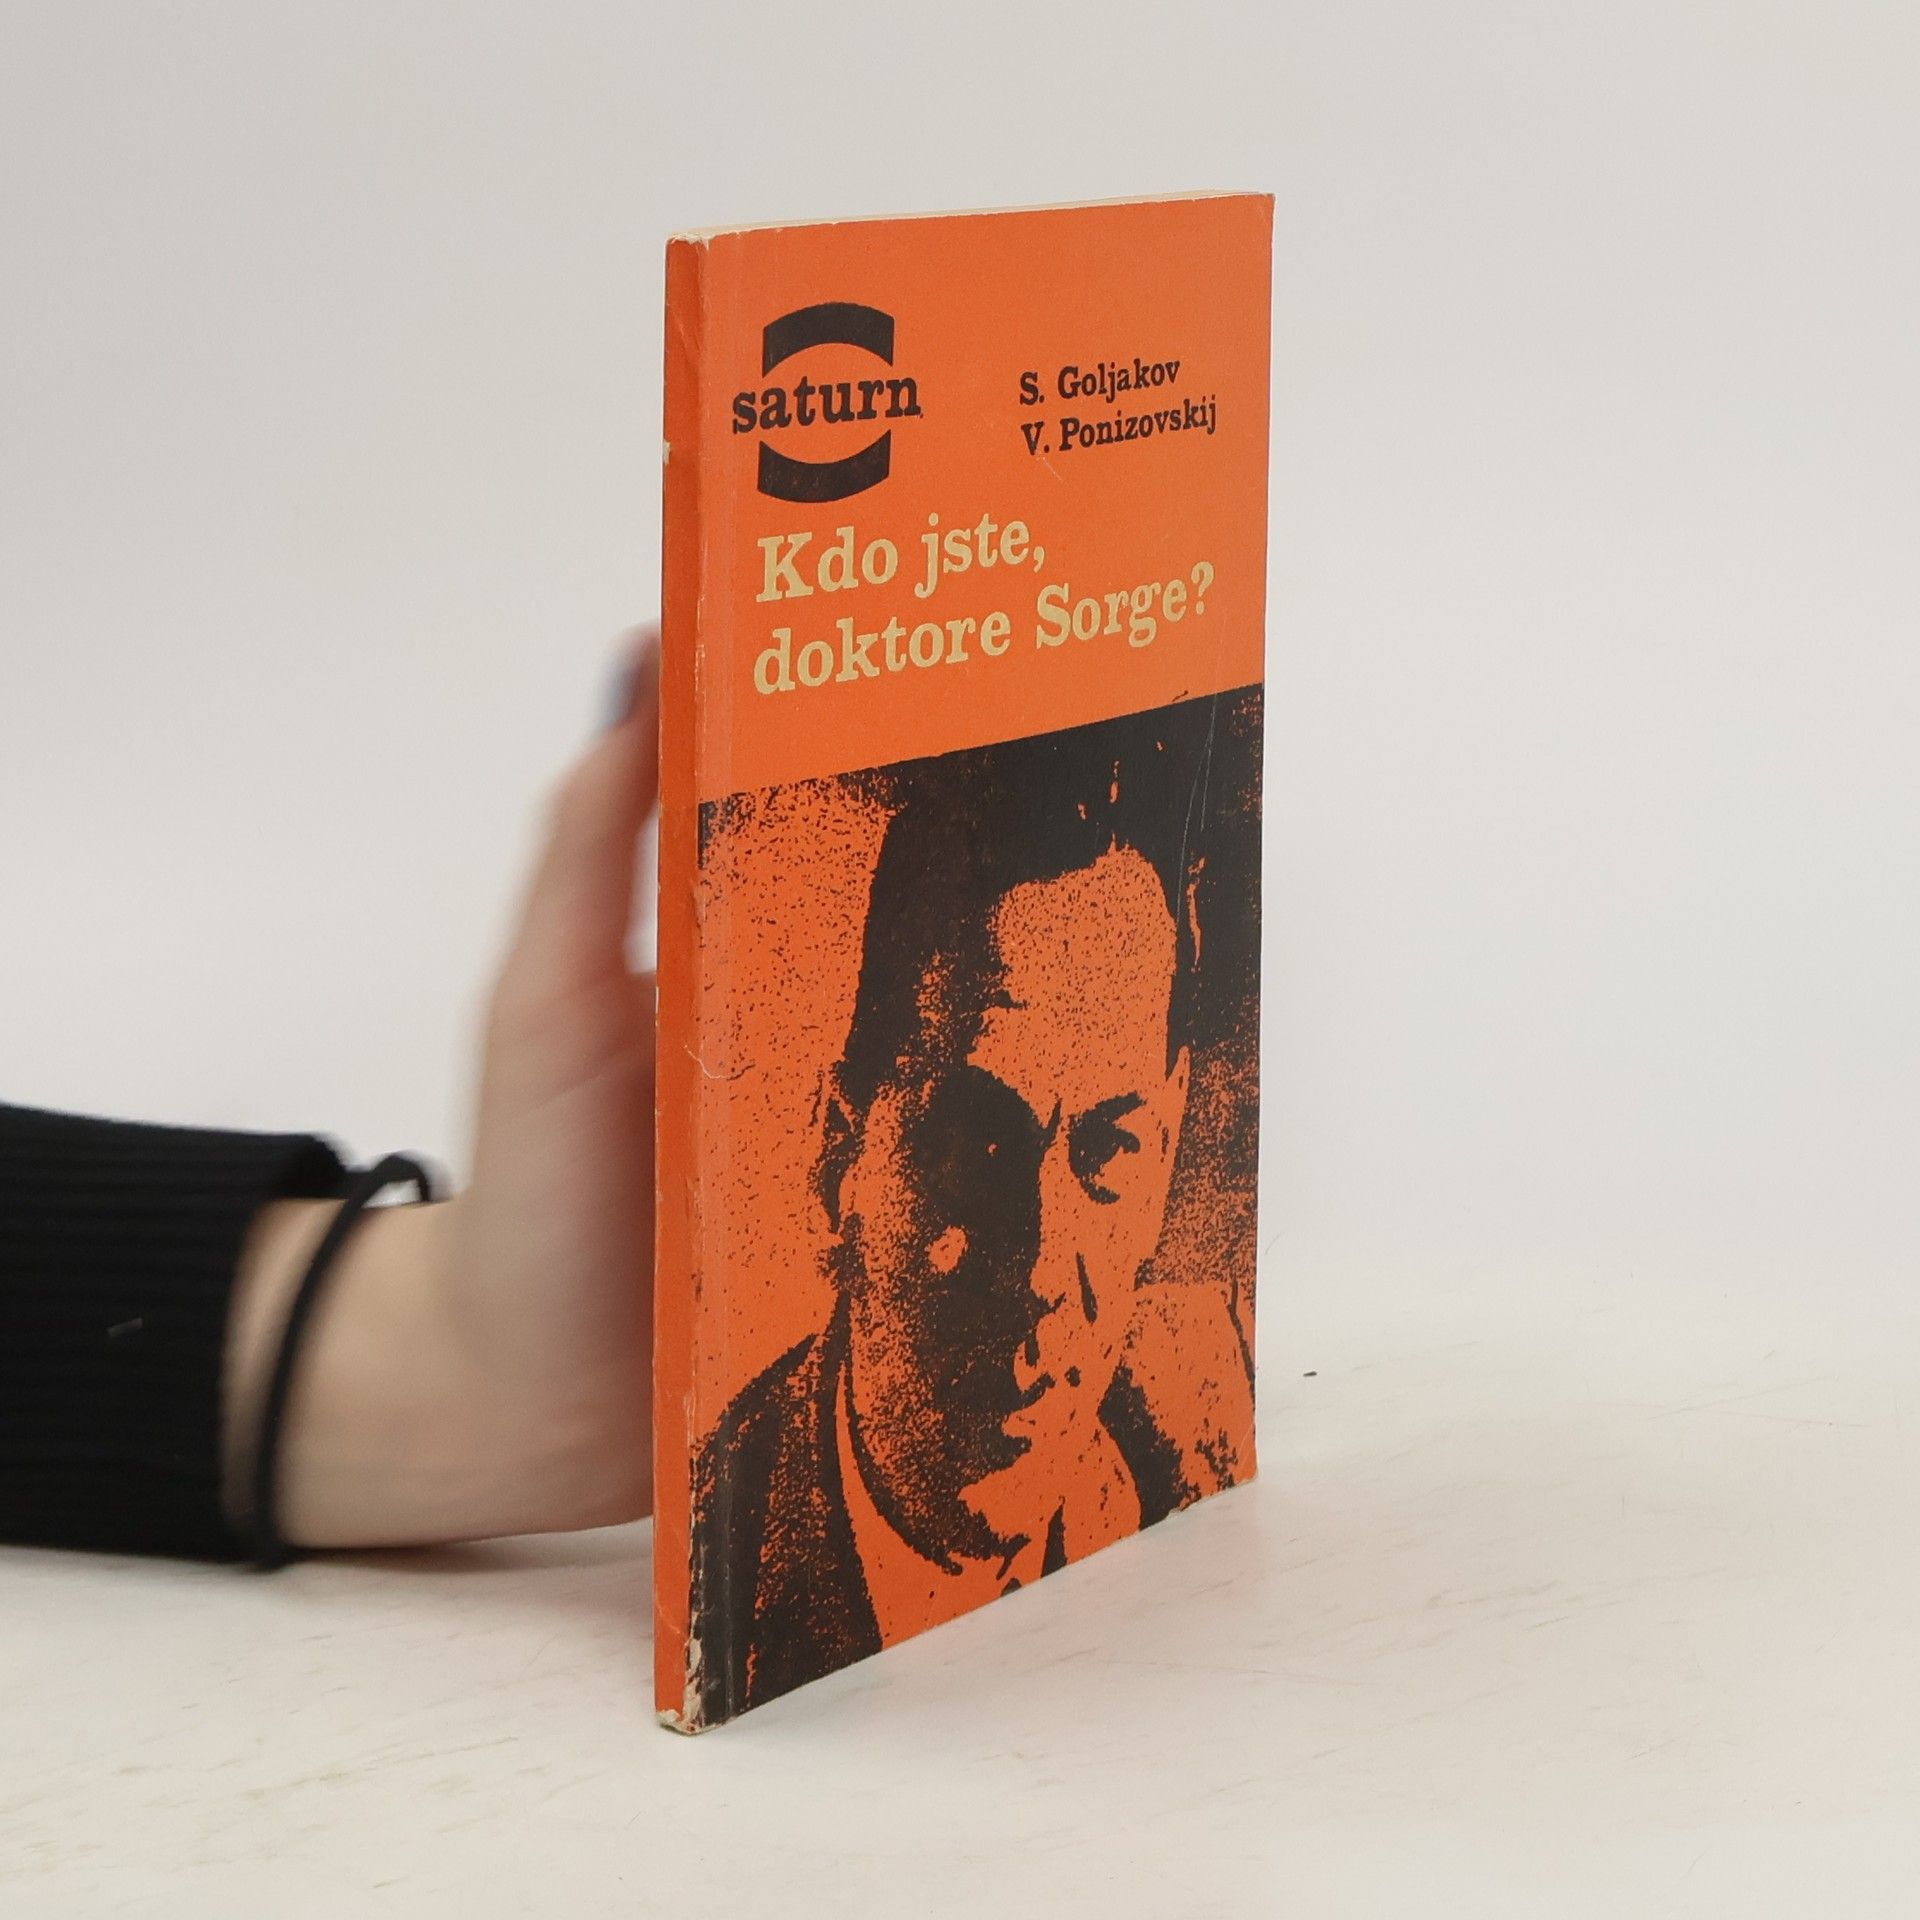 saturn
S. Goljakov
V. Ponizovskij
Kdo jste,
doktore Sorge?